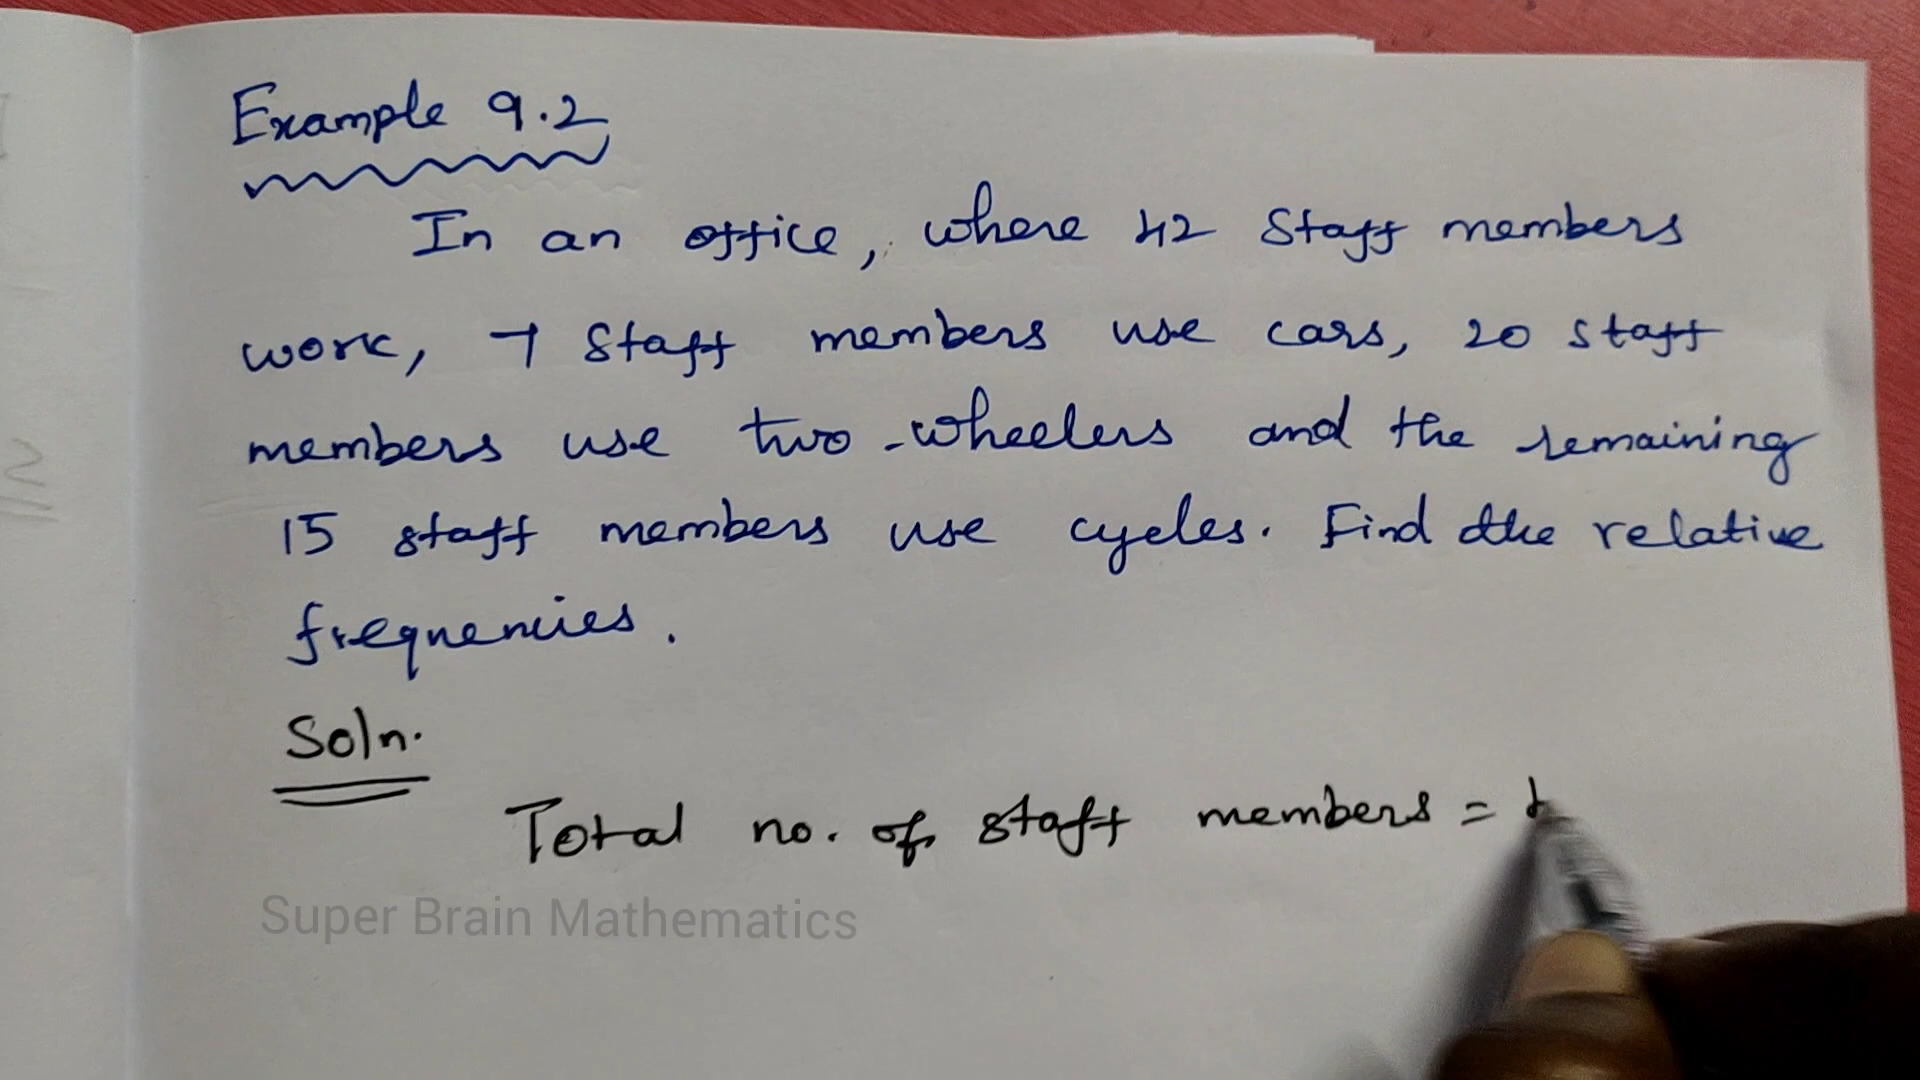 Example 9.2
In an office, where 42 Staff members
work, 7 Staff members use cars, 20 staff
members use two-wheelers and the remaining
15 staff members use cycles. Find the relative
frequencies.
Soln.
Total no. of staff members =
Super Brain Mathematics